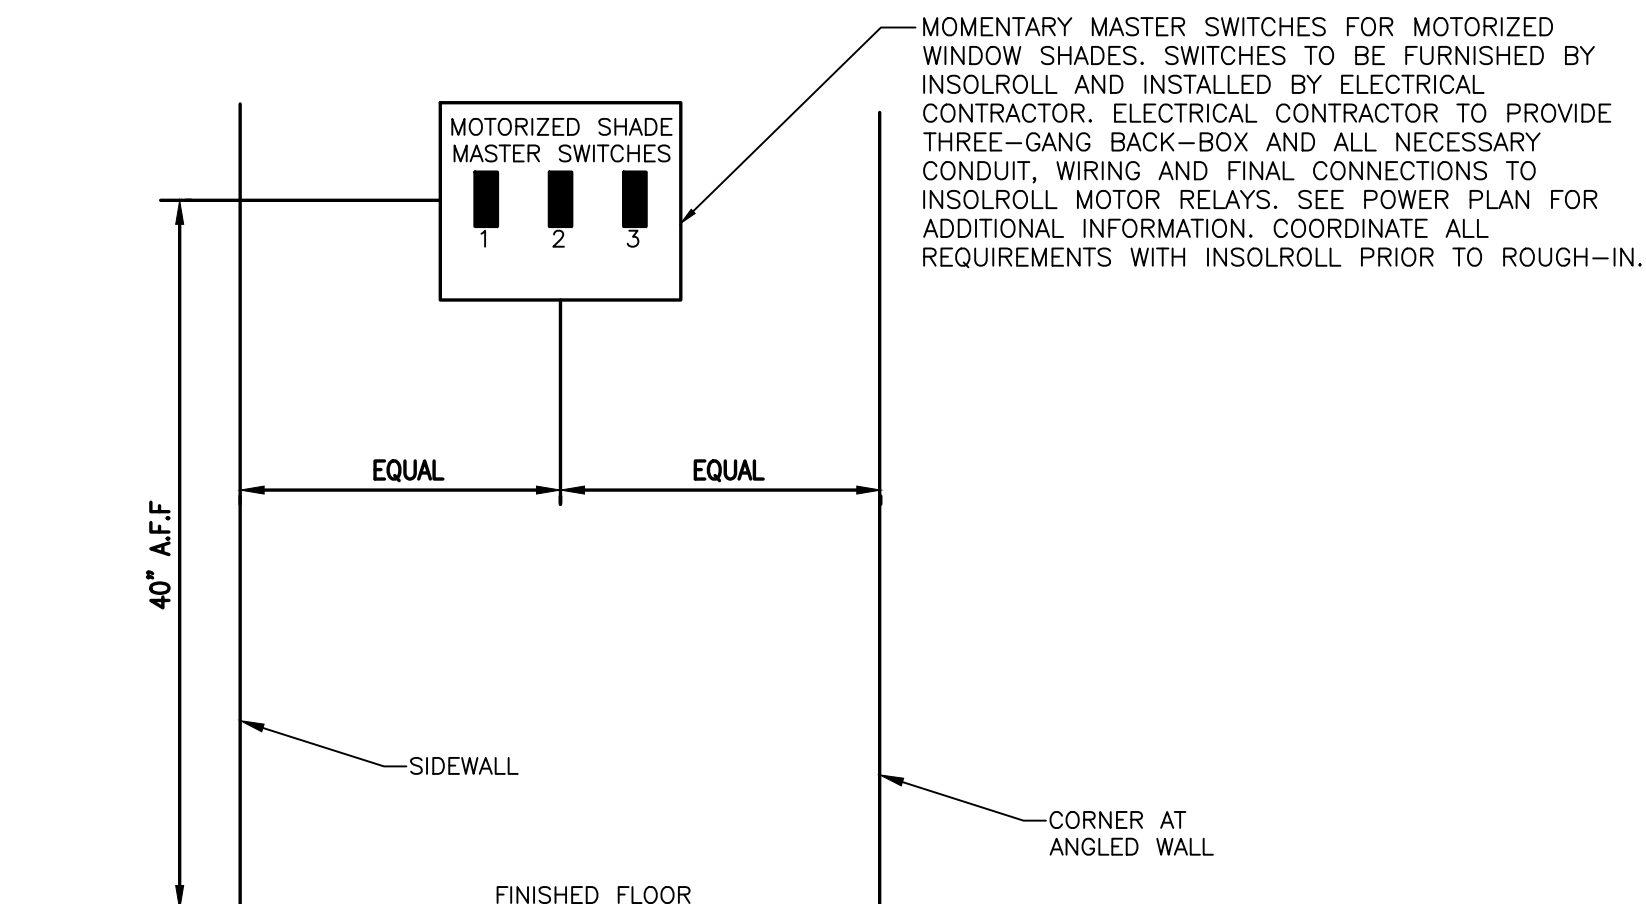 MOMENTARY MASTER SWITCHES FOR MOTORIZED
WINDOW SHADES. SWITCHES TO BE FURNISHED BY
INSOLROLL AND INSTALLED BY ELECTRICAL
CONTRACTOR. ELECTRICAL CONTRACTOR TO PROVIDE
THREE-GANG BACK-BOX AND ALL NECESSARY
CONDUIT, WIRING AND FINAL CONNECTIONS TO
INSOLROLL MOTOR RELAYS. SEE POWER PLAN FOR
ADDITIONAL INFORMATION. COORDINATE ALL
REQUIREMENTS WITH INSOLROLL PRIOR TO ROUGH-IN.
MOTORIZED SHADE
MASTER SWITCHES
1 2 3
EQUAL EQUAL
40" A.F.F
SIDEWALL
CORNER AT
ANGLED WALL
FINISHED FLOOR